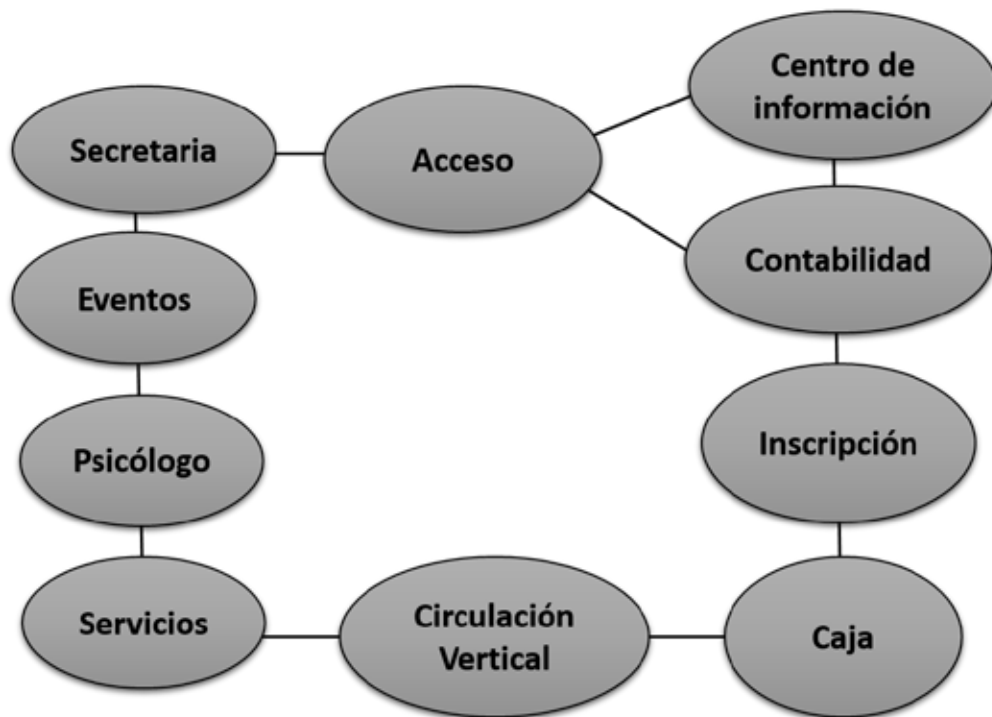 Centro de
información
Secretaria
Acceso
Contabilidad
Eventos
Inscripción
Psicólogo
Servicios
Circulación
Vertical
Caja